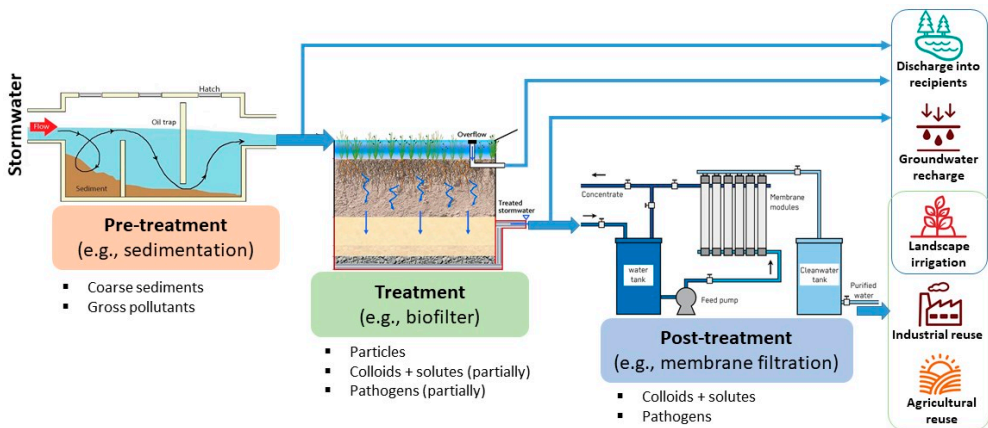 Stormwater
Hatch
Oil trap
Flow
Sediment
Pre-treatment
(e.g., sedimentation)
▪ Coarse sediments
▪ Gross pollutants
Overflow
Treated
stormwater
Treatment
(e.g., biofilter)
▪ Particles
▪ Colloids + solutes (partially)
▪ Pathogens (partially)
Concentrate
Membrane
modules
water
tank
Feed pump
Cleanwater
tank
Purified
water
Post-treatment
(e.g., membrane filtration)
▪ Colloids + solutes
▪ Pathogens
Discharge into
recipients
Groundwater
recharge
Landscape
irrigation
Industrial reuse
Agricultural
reuse